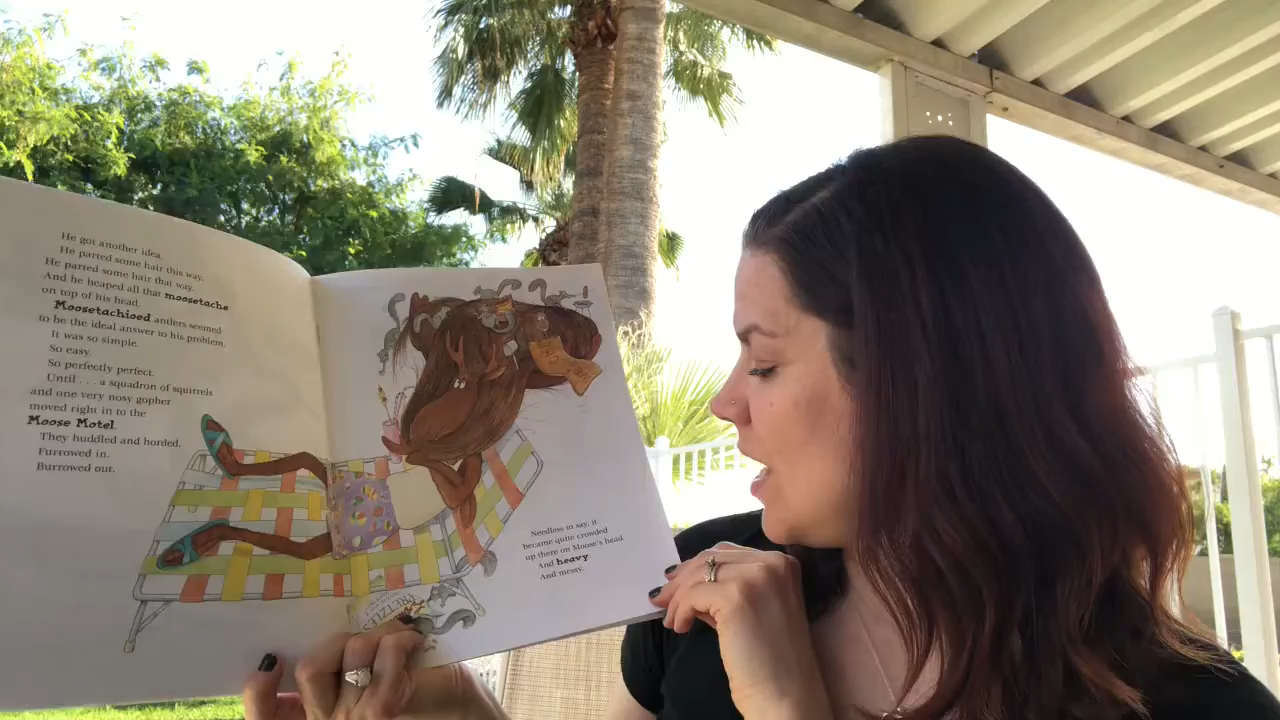 He got another idea.
He parted some hair this way.
He parted some hair that way.
And he heaped all that moosetache
on top of his head.
Moosetachioed antlers seemed
to be the ideal answer to his problem.
It was so simple.
So easy.
So perfectly perfect.
Until . . . a squadron of squirrels
and one very nosy gopher
moved right in to the
Moose Motel.
They huddled and horded.
Furrowed in.
Burrowed out.
Needless to say, it
became quite crowded
up there on Moose's head.
And heavy.
And messy.
PRETZELS